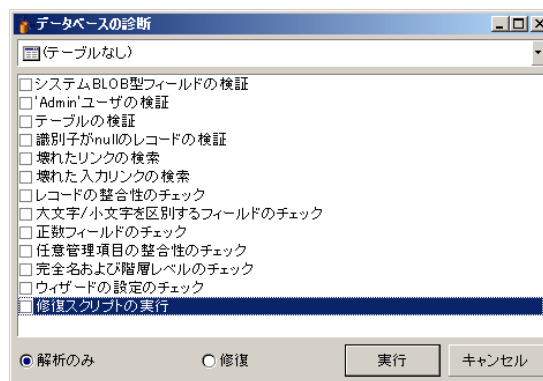 データベースの診断
(テーブルなし)
システムBLOB型フィールドの検証
'Admin'ユーザの検証
テーブルの検証
識別子がnullのレコードの検証
壊れたリンクの検索
壊れた入力リンクの検索
レコードの整合性のチェック
大文字/小文字を区別するフィールドのチェック
正数フィールドのチェック
任意管理項目の整合性のチェック
完全名および階層レベルのチェック
ウィザードの設定のチェック
修復スクリプトの実行
解析のみ 修復 実行 キャンセル